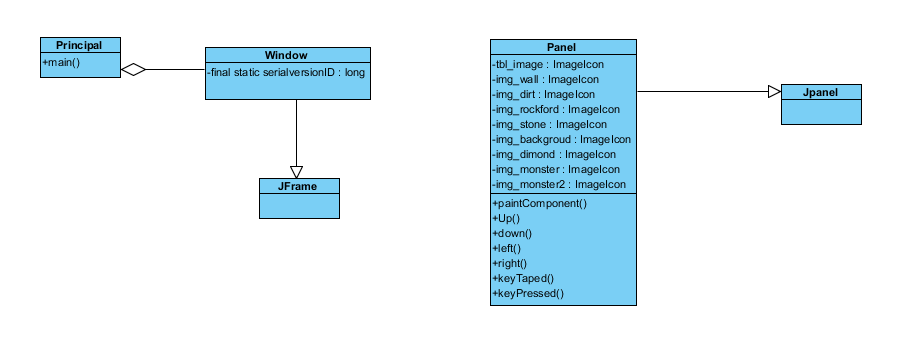 Principal
+main()
Window
-final static serialversionID : long
JFrame
Panel
-tbl_image : ImageIcon
-img_wall : ImageIcon
-img_dirt : ImageIcon
-img_rockford : ImageIcon
-img_stone : ImageIcon
-img_backgroud : ImageIcon
-img_dimond : ImageIcon
-img_monster : ImageIcon
-img_monster2 : ImageIcon
+paintComponent()
+Up()
+down()
+left()
+right()
+keyTaped()
+keyPressed()
Jpanel